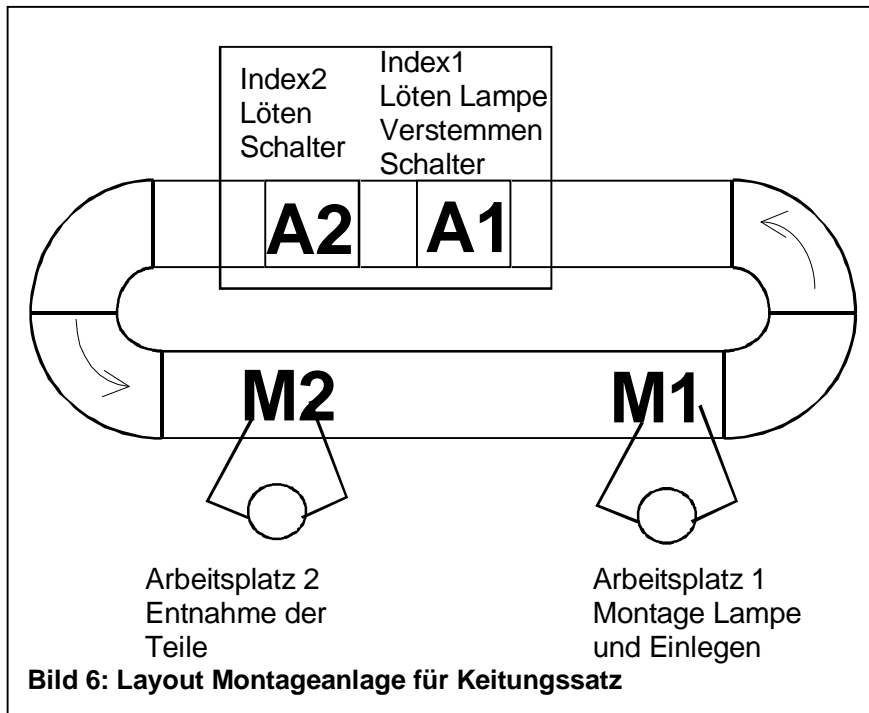 Index2
Löten
Schalter
Index1
Löten Lampe
Verstemmen
Schalter
A2
A1
M2
M1
Arbeitsplatz 2
Entnahme der
Teile
Arbeitsplatz 1
Montage Lampe
und Einlegen
Bild 6: Layout Montageanlage für Keitungssatz